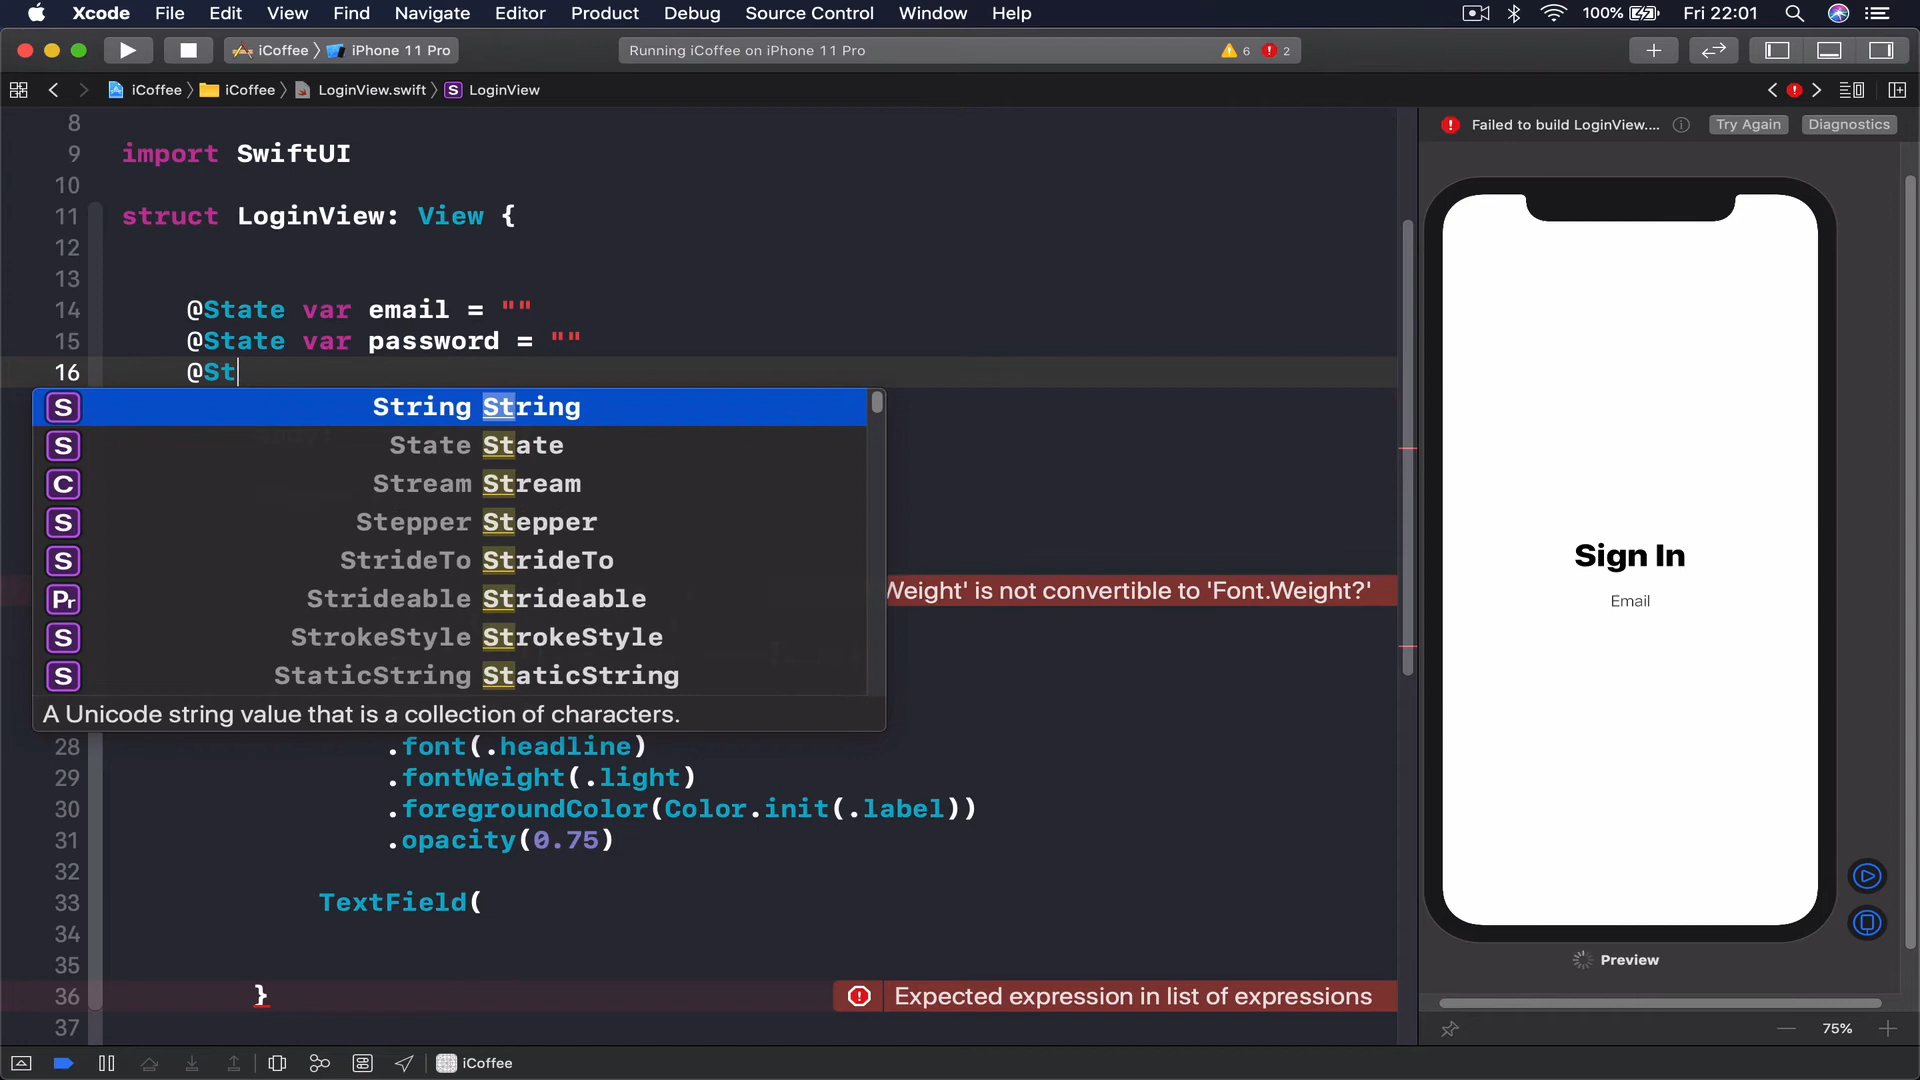 Xcode File Edit View Find Navigate Editor Product Debug Source Control Window Help 100% Fri 22:01
iCoffee 〉 iPhone 11 Pro Running iCoffee on iPhone 11 Pro 6 2
iCoffee 〉 iCoffee 〉 LoginView.swift 〉 S LoginView
Failed to build LoginView.... Try Again Diagnostics
8
9 import SwiftUI
10
11 struct LoginView: View {
12
13
14 @State var email = ""
15 @State var password = ""
16 @St
S String String
S State State
C Stream Stream
S Stepper Stepper
S StrideTo StrideTo
Pr Strideable Strideable
S StrokeStyle StrokeStyle
S StaticString StaticString
A Unicode string value that is a collection of characters.
Weight' is not convertible to 'Font.Weight?'
28 .font(.headline)
29 .fontWeight(.light)
30 .foregroundColor(Color.init(.label))
31 .opacity(0.75)
32
33 TextField(
34
35
36 } Expected expression in list of expressions
37
Sign In
Email
Preview
75%
iCoffee